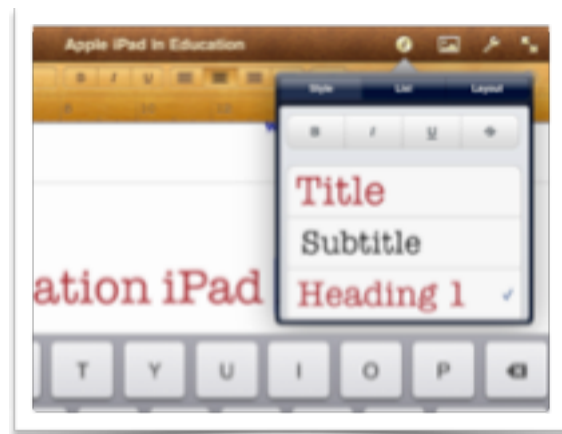 Apple iPad In Education
B I U
Style List Layout
B I U S
Title
Subtitle
ation iPad
Heading 1
T Y U I O P